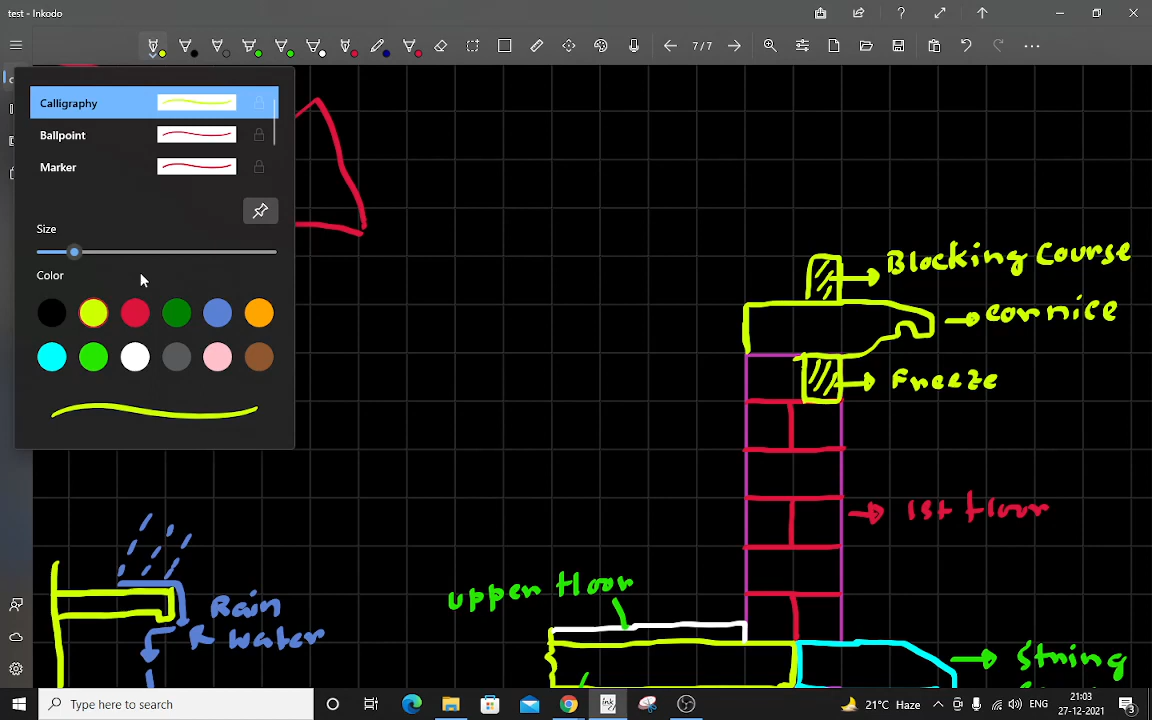 test - Inkodo
7/7
Calligraphy
Ballpoint
Marker
Size
Color
Blocking Course
cornice
Freeze
1st floor
upper floor
Rain
Water
String
Type here to search
21°C Haze
ENG
21:03
27-12-2021
3